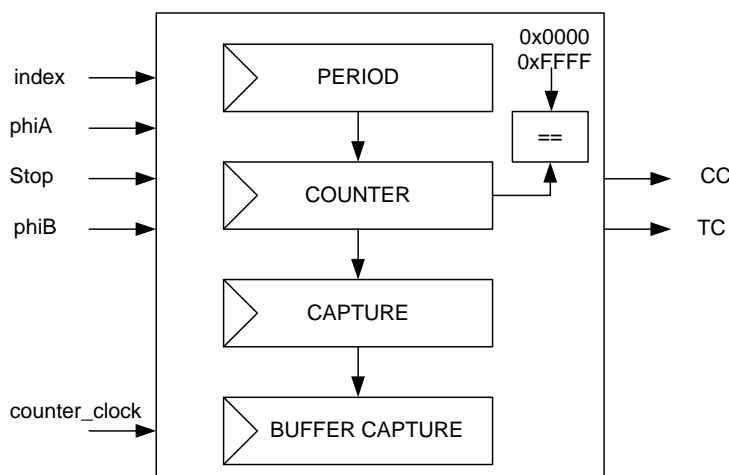 0x0000
0xFFFF
index
PERIOD
phiA
==
Stop
COUNTER
CC
phiB
TC
CAPTURE
counter_clock
BUFFER CAPTURE